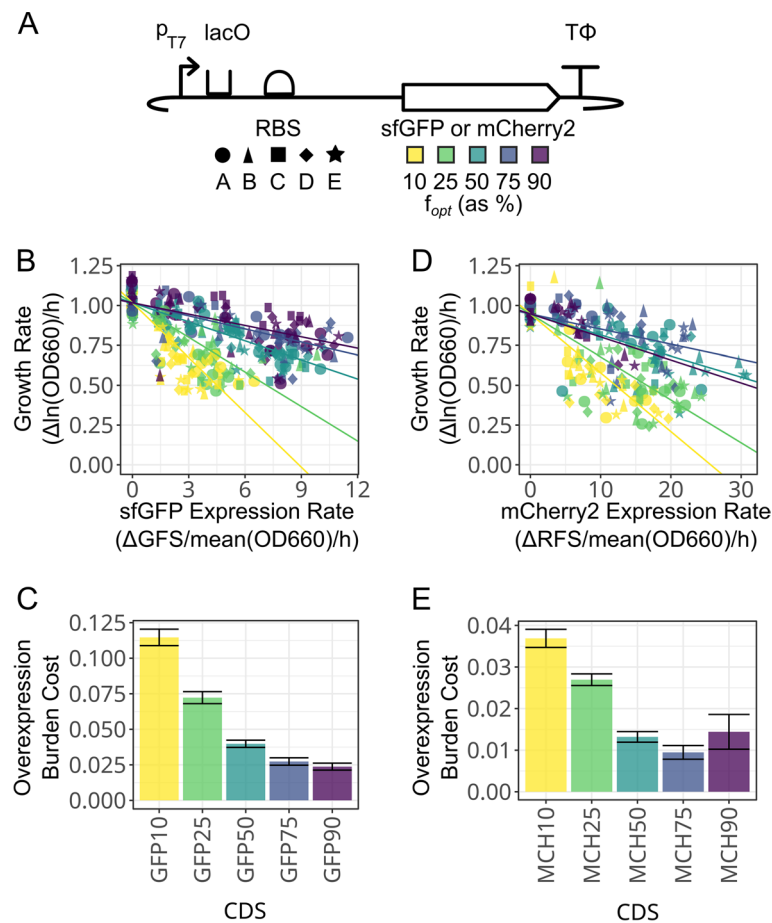 A
pT7 lacO TΦ
RBS sfGFP or mCherry2
A B C D E 10 25 50 75 90
fopt (as %)
B
Growth Rate
(Δln(OD660)/h)
1.25
1.00
0.75
0.50
0.25
0.00
0 3 6 9 12
sfGFP Expression Rate
(ΔGFS/mean(OD660)/h)
D
Growth Rate
(Δln(OD660)/h)
1.25
1.00
0.75
0.50
0.25
0.00
0 10 20 30
mCherry2 Expression Rate
(ΔRFS/mean(OD660)/h)
C
Overexpression
Burden Cost
0.125
0.100
0.075
0.050
0.025
0.000
GFP10 GFP25 GFP50 GFP75 GFP90
CDS
E
Overexpression
Burden Cost
0.04
0.03
0.02
0.01
0.00
MCH10 MCH25 MCH50 MCH75 MCH90
CDS